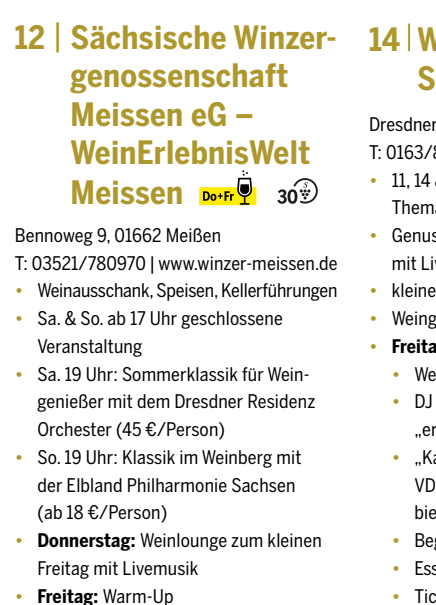 12 | Sächsische Winzer-
genossenschaft
Meissen eG –
WeinErlebnisWelt
Meissen Do+Fr 30 S
Bennoweg 9, 01662 Meißen
T: 03521/780970 | www.winzer-meissen.de
• Weinausschank, Speisen, Kellerführungen
• Sa. & So. ab 17 Uhr geschlossene
Veranstaltung
• Sa. 19 Uhr: Sommerklassik für Wein-
genießer mit dem Dresdner Residenz
Orchester (45 €/Person)
• So. 19 Uhr: Klassik im Weinberg mit
der Elbland Philharmonie Sachsen
(ab 18 €/Person)
• Donnerstag: Weinlounge zum kleinen
Freitag mit Livemusik
• Freitag: Warm-Up
14 | W
S
Dresdner
T: 0163/8
• 11, 14
Thema
• Genus
mit Liv
• kleine
• Weing
• Freita
• We
• DJ
„er
• „Ka
VD
bie
• Beg
• Ess
• Tic